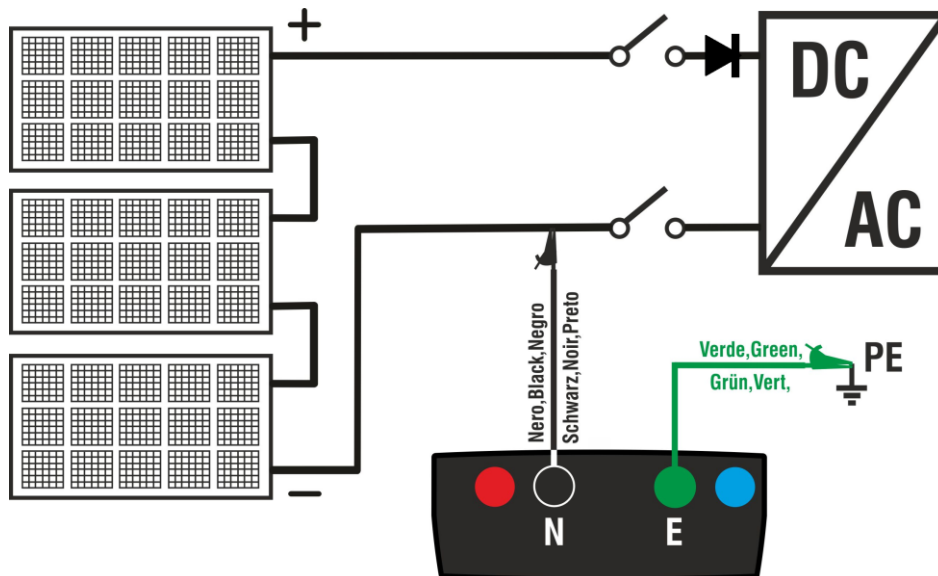 +
DC
AC
Nero,Black,Negro
Schwarz,Noir,Preto
Verde,Green,
Grün,Vert,
PE
−
N
E